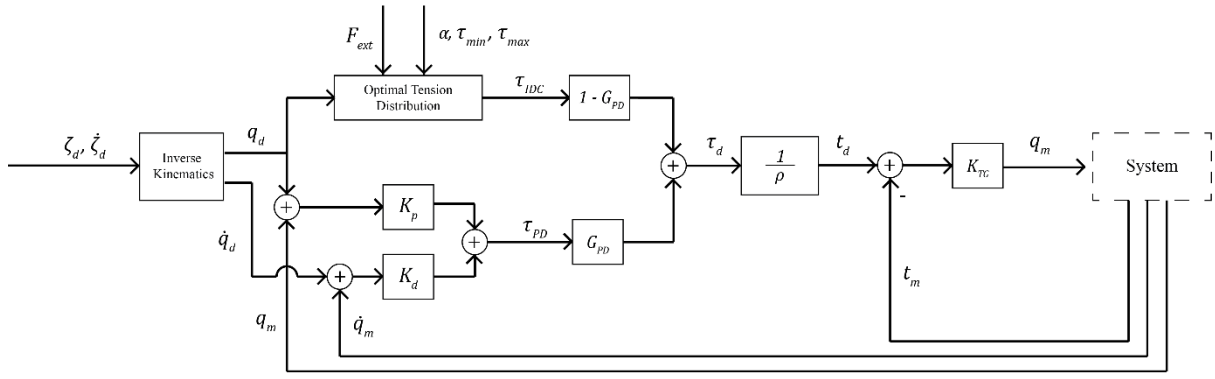 F_ext
α, τ_min, τ_max
Optimal Tension
Distribution
τ_IDC
1 - G_PD
ζ_d, ζ̇_d
Inverse
Kinematics
q_d
τ_d
1
ρ
t_d
+
+
-
K_TG
q_m
System
+
K_p
+
τ_PD
G_PD
q̇_d
+
K_d
t_m
q_m
q̇_m